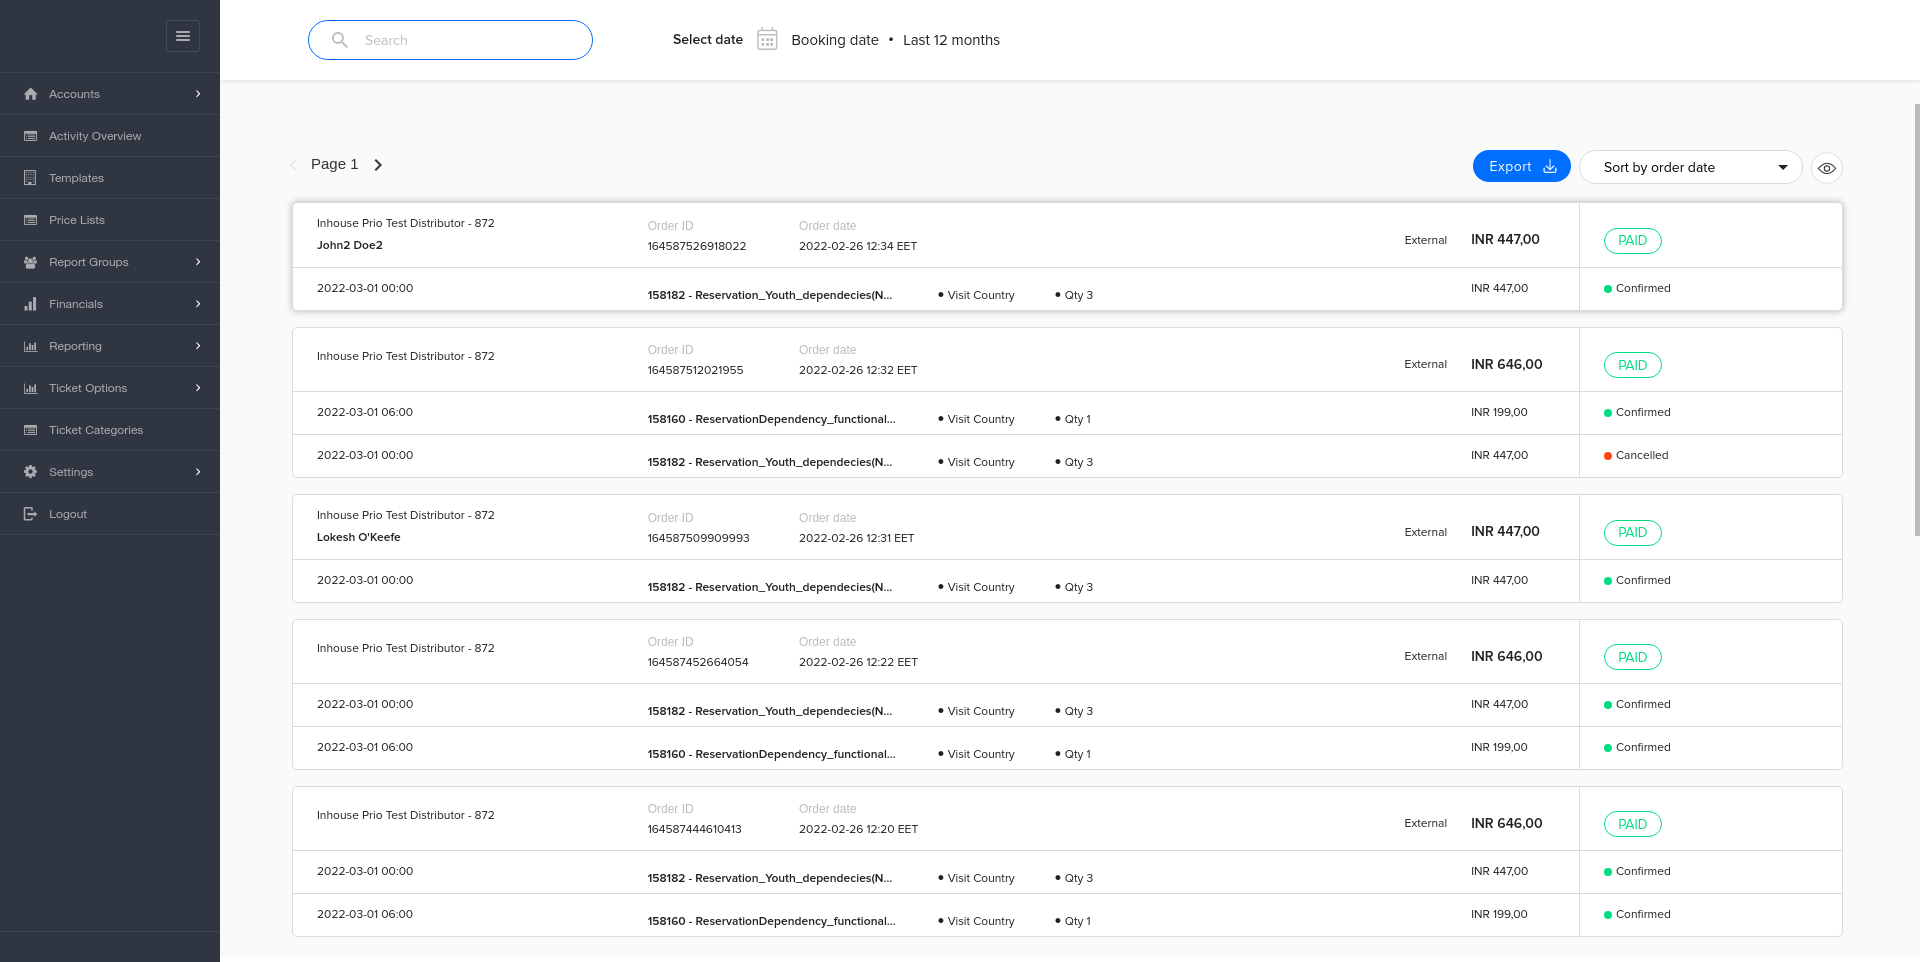 Search
Select date Booking date • Last 12 months
Accounts
Activity Overview
Templates
Price Lists
Report Groups
Financials
Reporting
Ticket Options
Ticket Categories
Settings
Logout
Page 1
Export
Sort by order date
Inhouse Prio Test Distributor - 872
John2 Doe2
Order ID
164587526918022
Order date
2022-02-26 12:34 EET
External INR 447,00 PAID
2022-03-01 00:00 158182 - Reservation_Youth_dependecies(N... • Visit Country • Qty 3 INR 447,00 Confirmed
Inhouse Prio Test Distributor - 872
Order ID
164587512021955
Order date
2022-02-26 12:32 EET
External INR 646,00 PAID
2022-03-01 06:00 158160 - ReservationDependency_functional... • Visit Country • Qty 1 INR 199,00 Confirmed
2022-03-01 00:00 158182 - Reservation_Youth_dependecies(N... • Visit Country • Qty 3 INR 447,00 Cancelled
Inhouse Prio Test Distributor - 872
Lokesh O'Keefe
Order ID
164587509909993
Order date
2022-02-26 12:31 EET
External INR 447,00 PAID
2022-03-01 00:00 158182 - Reservation_Youth_dependecies(N... • Visit Country • Qty 3 INR 447,00 Confirmed
Inhouse Prio Test Distributor - 872
Order ID
164587452664054
Order date
2022-02-26 12:22 EET
External INR 646,00 PAID
2022-03-01 00:00 158182 - Reservation_Youth_dependecies(N... • Visit Country • Qty 3 INR 447,00 Confirmed
2022-03-01 06:00 158160 - ReservationDependency_functional... • Visit Country • Qty 1 INR 199,00 Confirmed
Inhouse Prio Test Distributor - 872
Order ID
164587444610413
Order date
2022-02-26 12:20 EET
External INR 646,00 PAID
2022-03-01 00:00 158182 - Reservation_Youth_dependecies(N... • Visit Country • Qty 3 INR 447,00 Confirmed
2022-03-01 06:00 158160 - ReservationDependency_functional... • Visit Country • Qty 1 INR 199,00 Confirmed